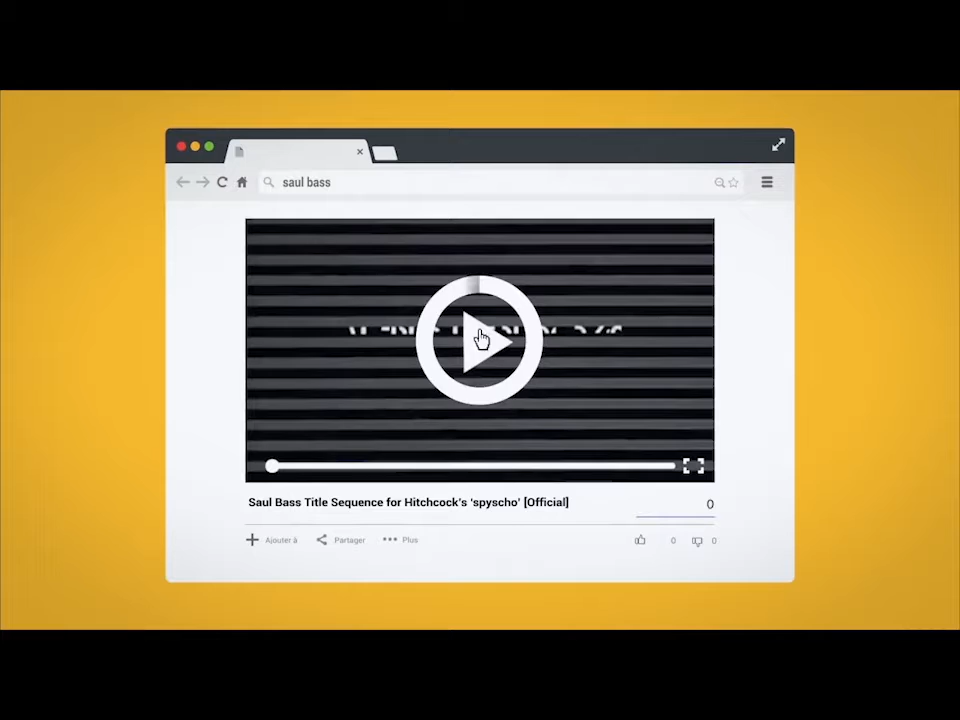 saul bass
Saul Bass Title Sequence for Hitchcock's 'spyscho' [Official]
0
Ajouter à
Partager
Plus
0
0